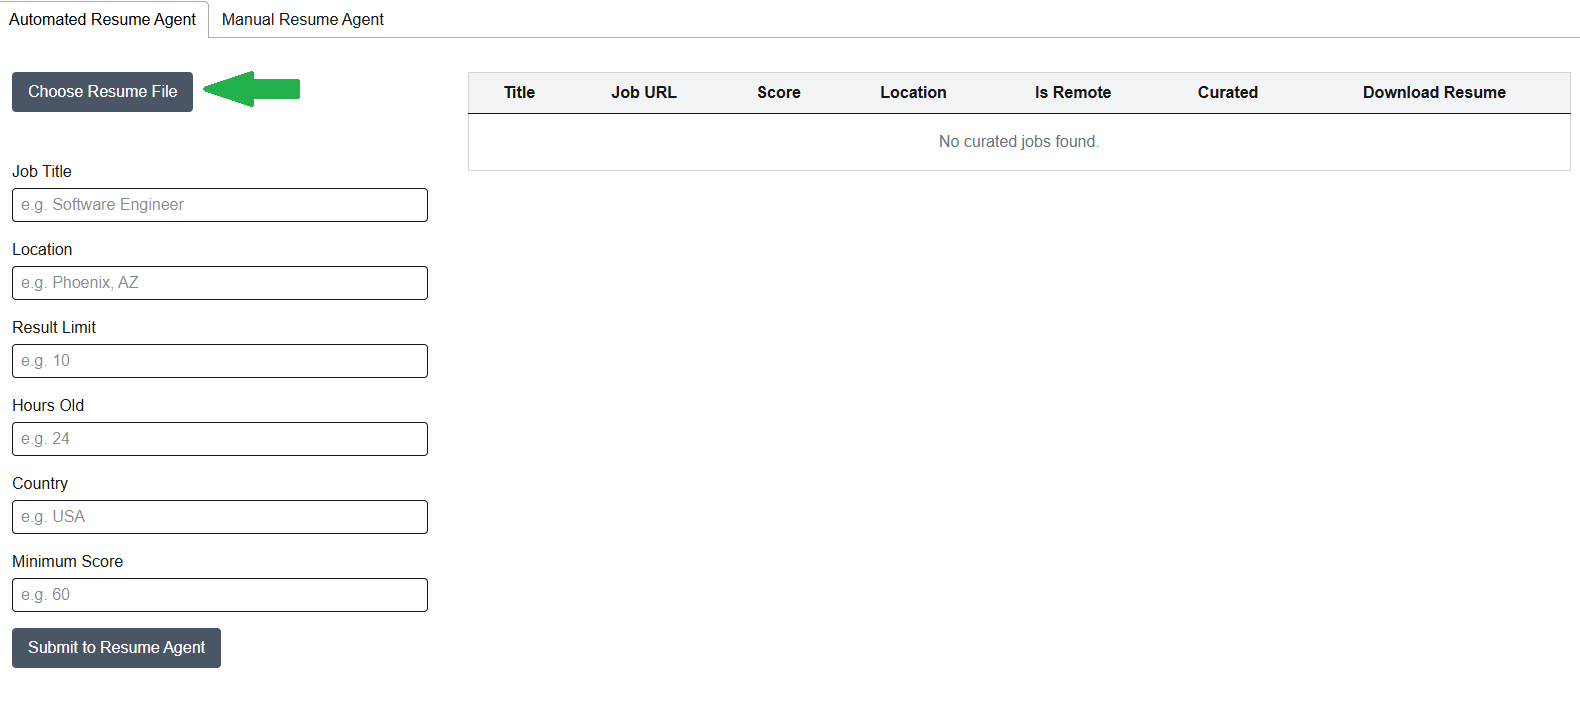 Automated Resume Agent Manual Resume Agent
Choose Resume File
Job Title
e.g. Software Engineer
Location
e.g. Phoenix, AZ
Result Limit
e.g. 10
Hours Old
e.g. 24
Country
e.g. USA
Minimum Score
e.g. 60
Submit to Resume Agent
Title Job URL Score Location Is Remote Curated Download Resume
No curated jobs found.